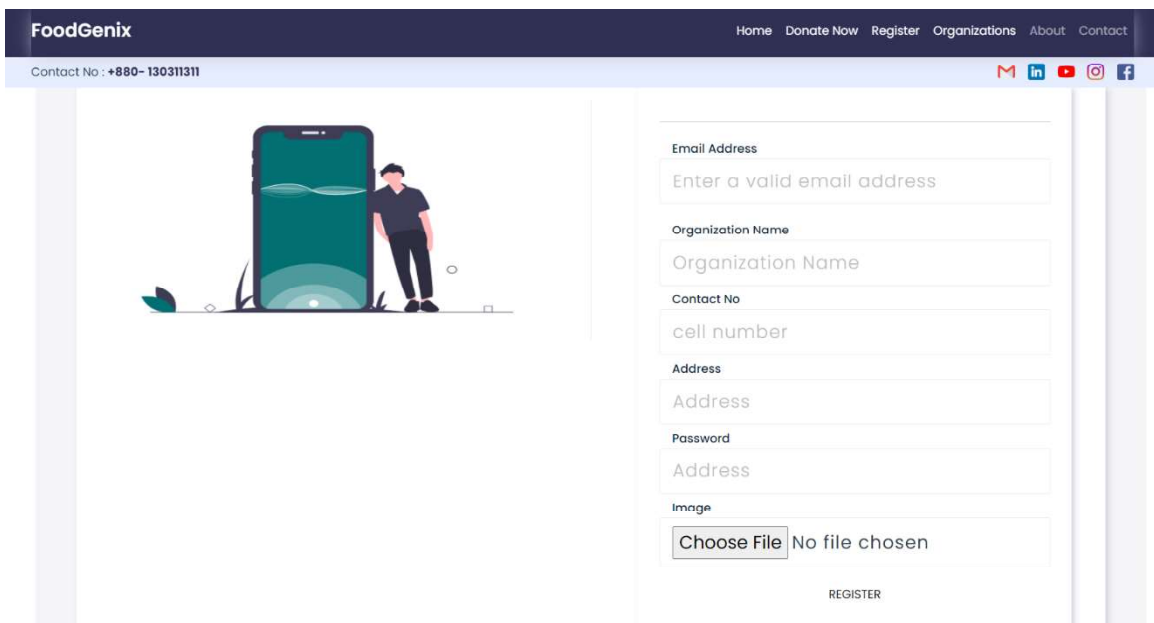 FoodGenix
Home Donate Now Register Organizations About Contact
Contact No : +880- 130311311
Email Address
Enter a valid email address
Organization Name
Organization Name
Contact No
cell number
Address
Address
Password
Address
Image
Choose File No file chosen
REGISTER